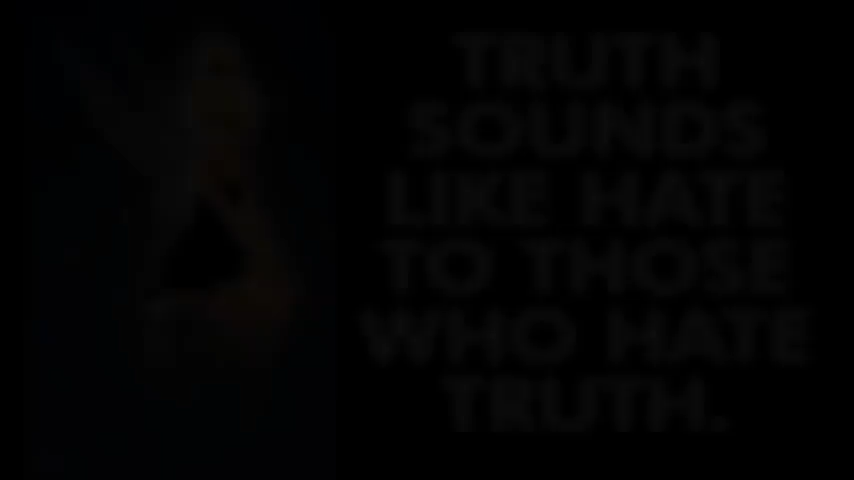 TRUTH
SOUNDS
LIKE HATE
TO THOSE
WHO HATE
TRUTH.